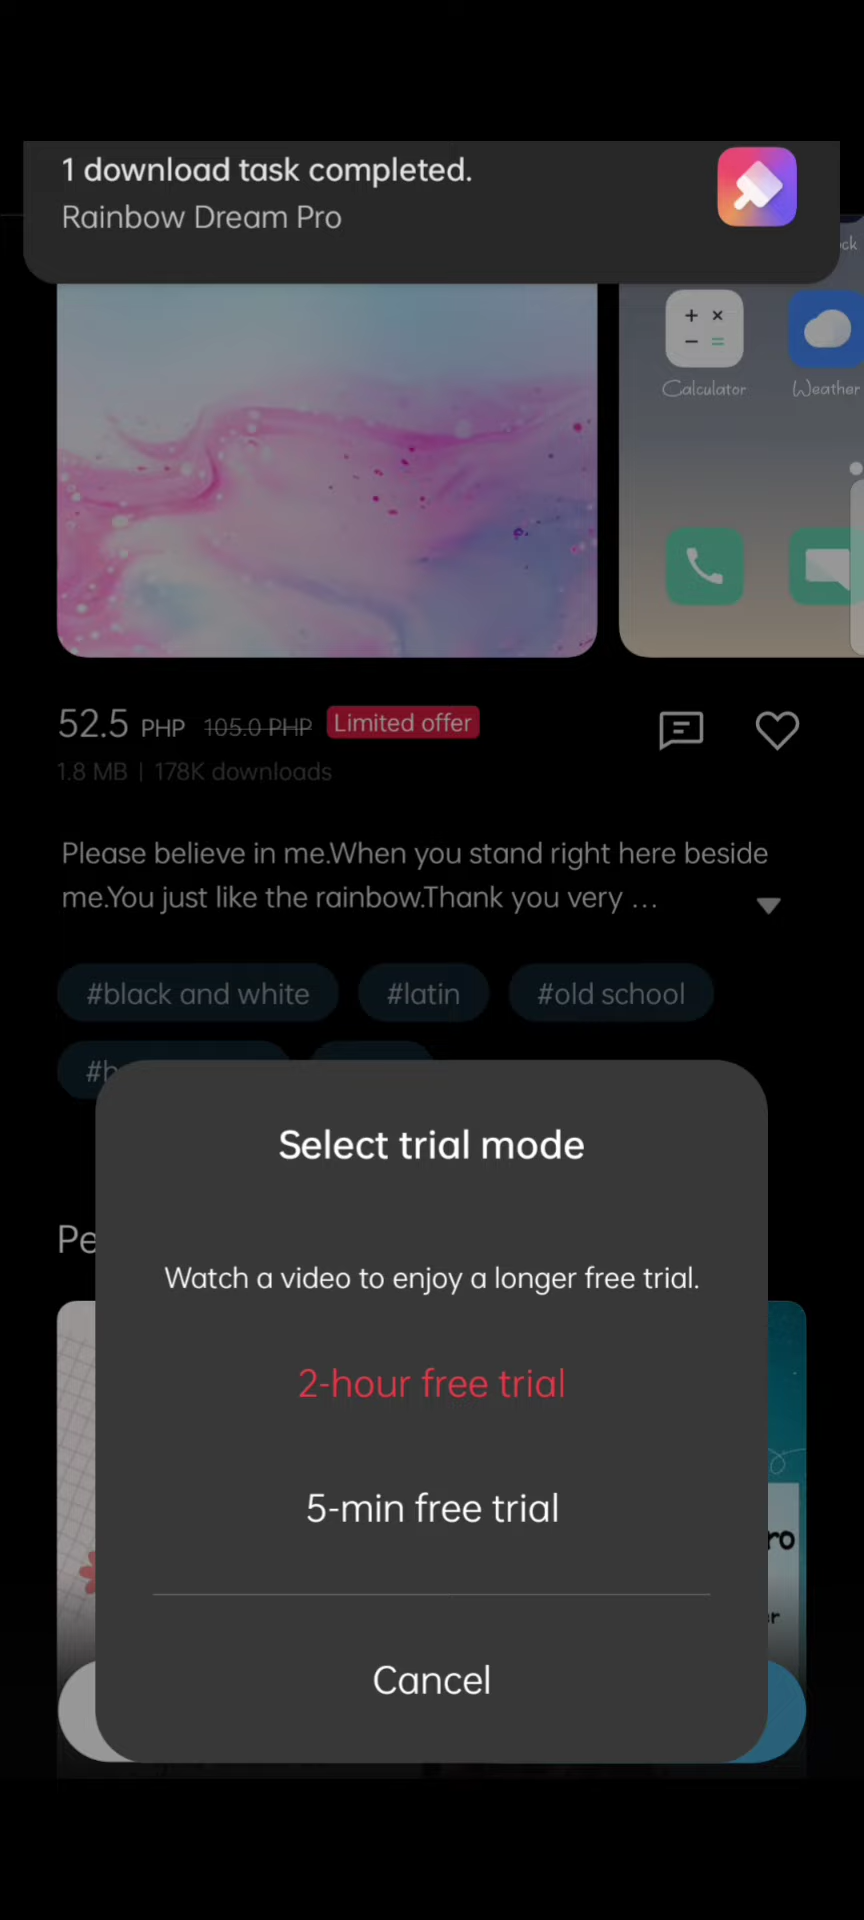 1 download task completed.
Rainbow Dream Pro
ck
Calculator
Weather
52.5 PHP 105.0 PHP Limited offer
1.8 MB | 178K downloads
Please believe in me.When you stand right here beside
me.You just like the rainbow.Thank you very ...
#black and white #latin #old school
#h
Select trial mode
Pe
Watch a video to enjoy a longer free trial.
2-hour free trial
5-min free trial
ro
r
Cancel